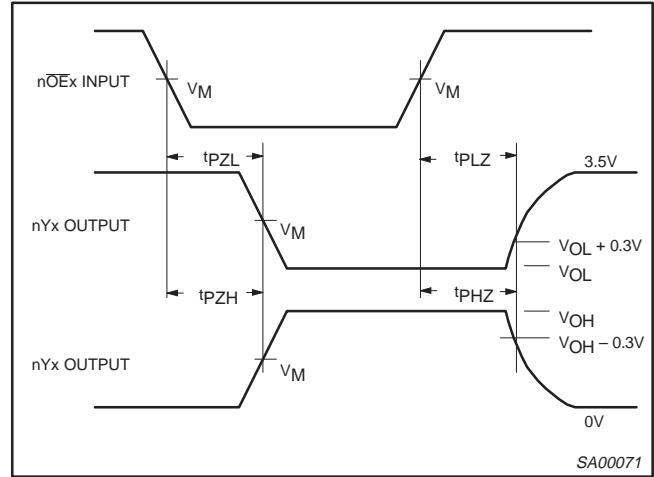 nO̅E̅x INPUT
VM
VM
tPZL
tPLZ
3.5V
nYx OUTPUT
VM
VOL + 0.3V
VOL
tPZH
tPHZ
VOH
VOH – 0.3V
nYx OUTPUT
VM
0V
SA00071